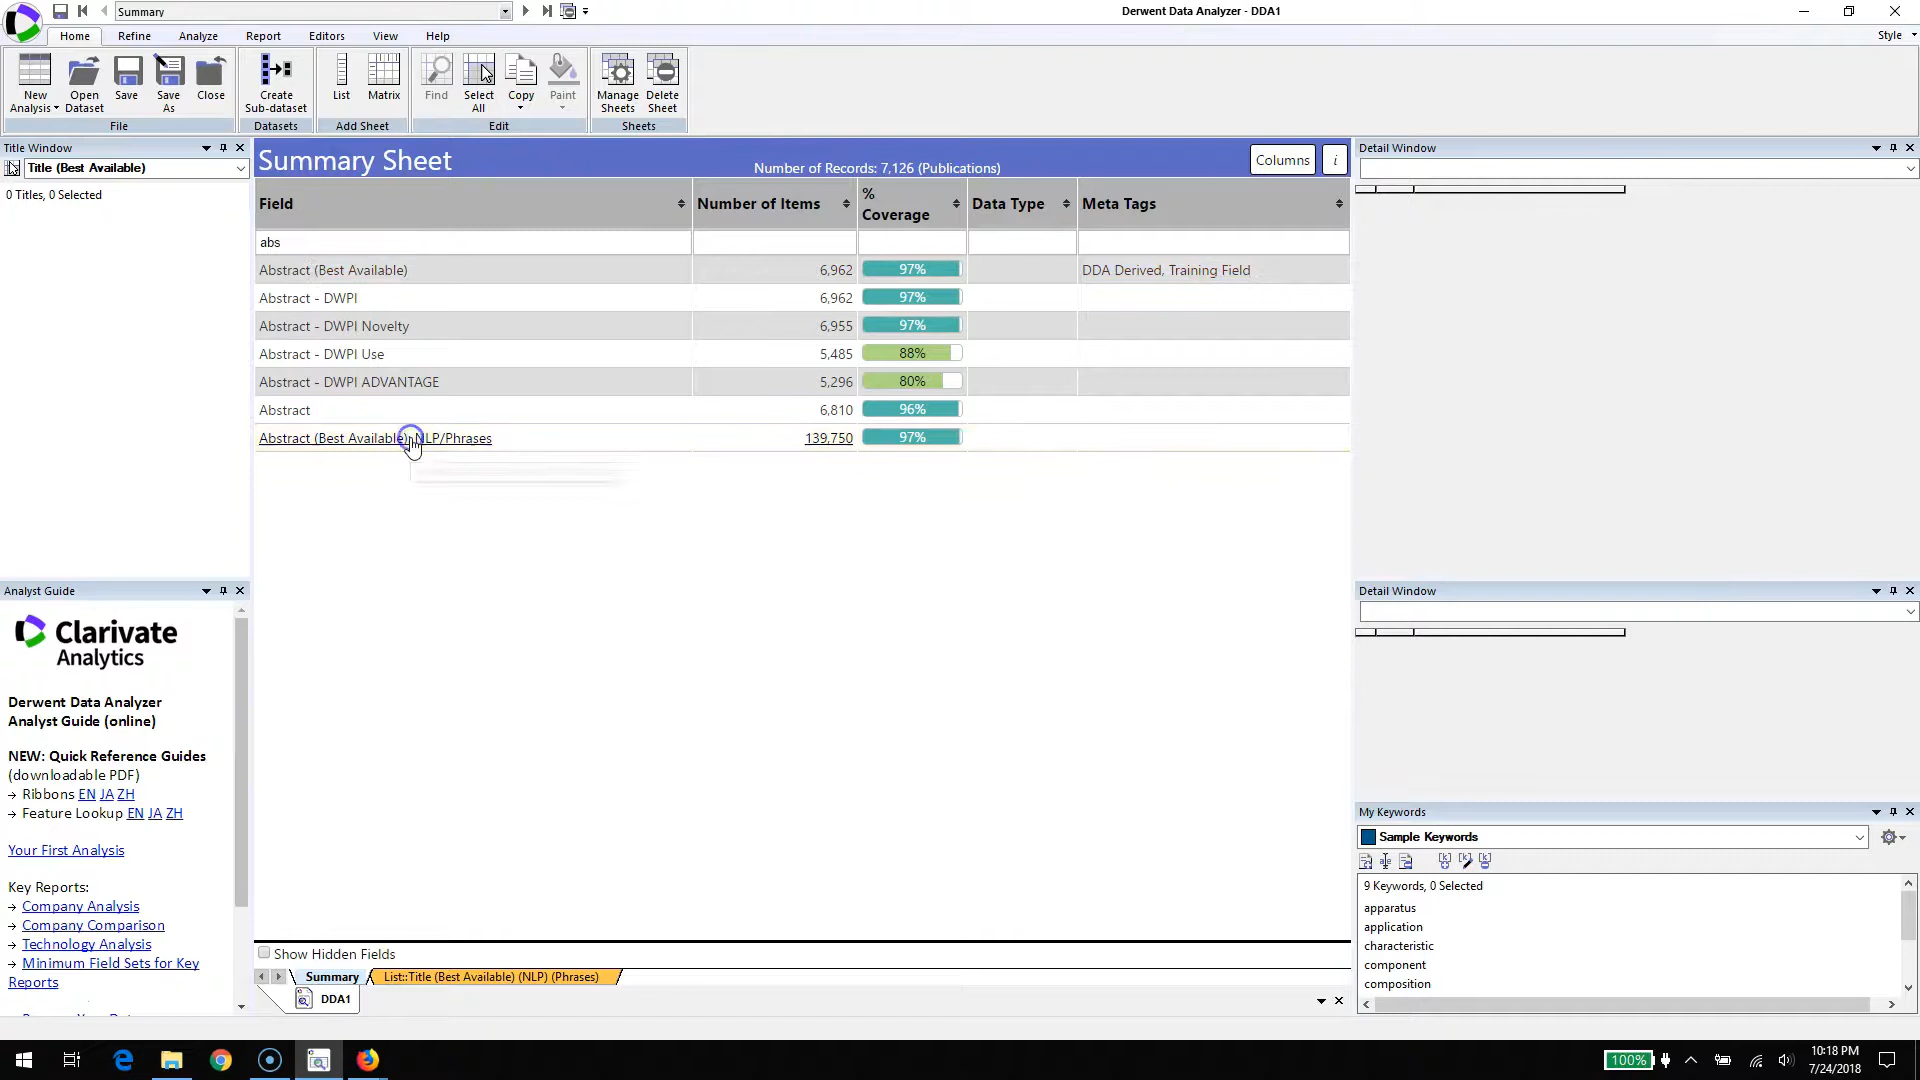 Summary
Derwent Data Analyzer - DDA1
Home Refine Analyze Report Editors View Help
Style
New Analysis
Open Dataset
Save
Save As
Close
Create Sub-dataset
List
Matrix
Find
Select All
Copy
Paint
Manage Sheets
Delete Sheet
File
Datasets
Add Sheet
Edit
Sheets
Title Window
Title (Best Available)
0 Titles, 0 Selected
Summary Sheet
Number of Records: 7,126 (Publications)
Columns
i
Field Number of Items % Coverage Data Type Meta Tags
abs
Abstract (Best Available) 6,962 97% DDA Derived, Training Field
Abstract - DWPI 6,962 97%
Abstract - DWPI Novelty 6,955 97%
Abstract - DWPI Use 5,485 88%
Abstract - DWPI ADVANTAGE 5,296 80%
Abstract 6,810 96%
Abstract (Best Available) NLP/Phrases 139,750 97%
Show Hidden Fields
Summary
List::Title (Best Available) (NLP) (Phrases)
DDA1
Analyst Guide
Clarivate
Analytics
Derwent Data Analyzer
Analyst Guide (online)
NEW: Quick Reference Guides
(downloadable PDF)
→ Ribbons EN JA ZH
→ Feature Lookup EN JA ZH
Your First Analysis
Key Reports:
→ Company Analysis
→ Company Comparison
→ Technology Analysis
→ Minimum Field Sets for Key
Reports
Detail Window
Detail Window
My Keywords
Sample Keywords
9 Keywords, 0 Selected
apparatus
application
characteristic
component
composition
100%
10:18 PM
7/24/2018